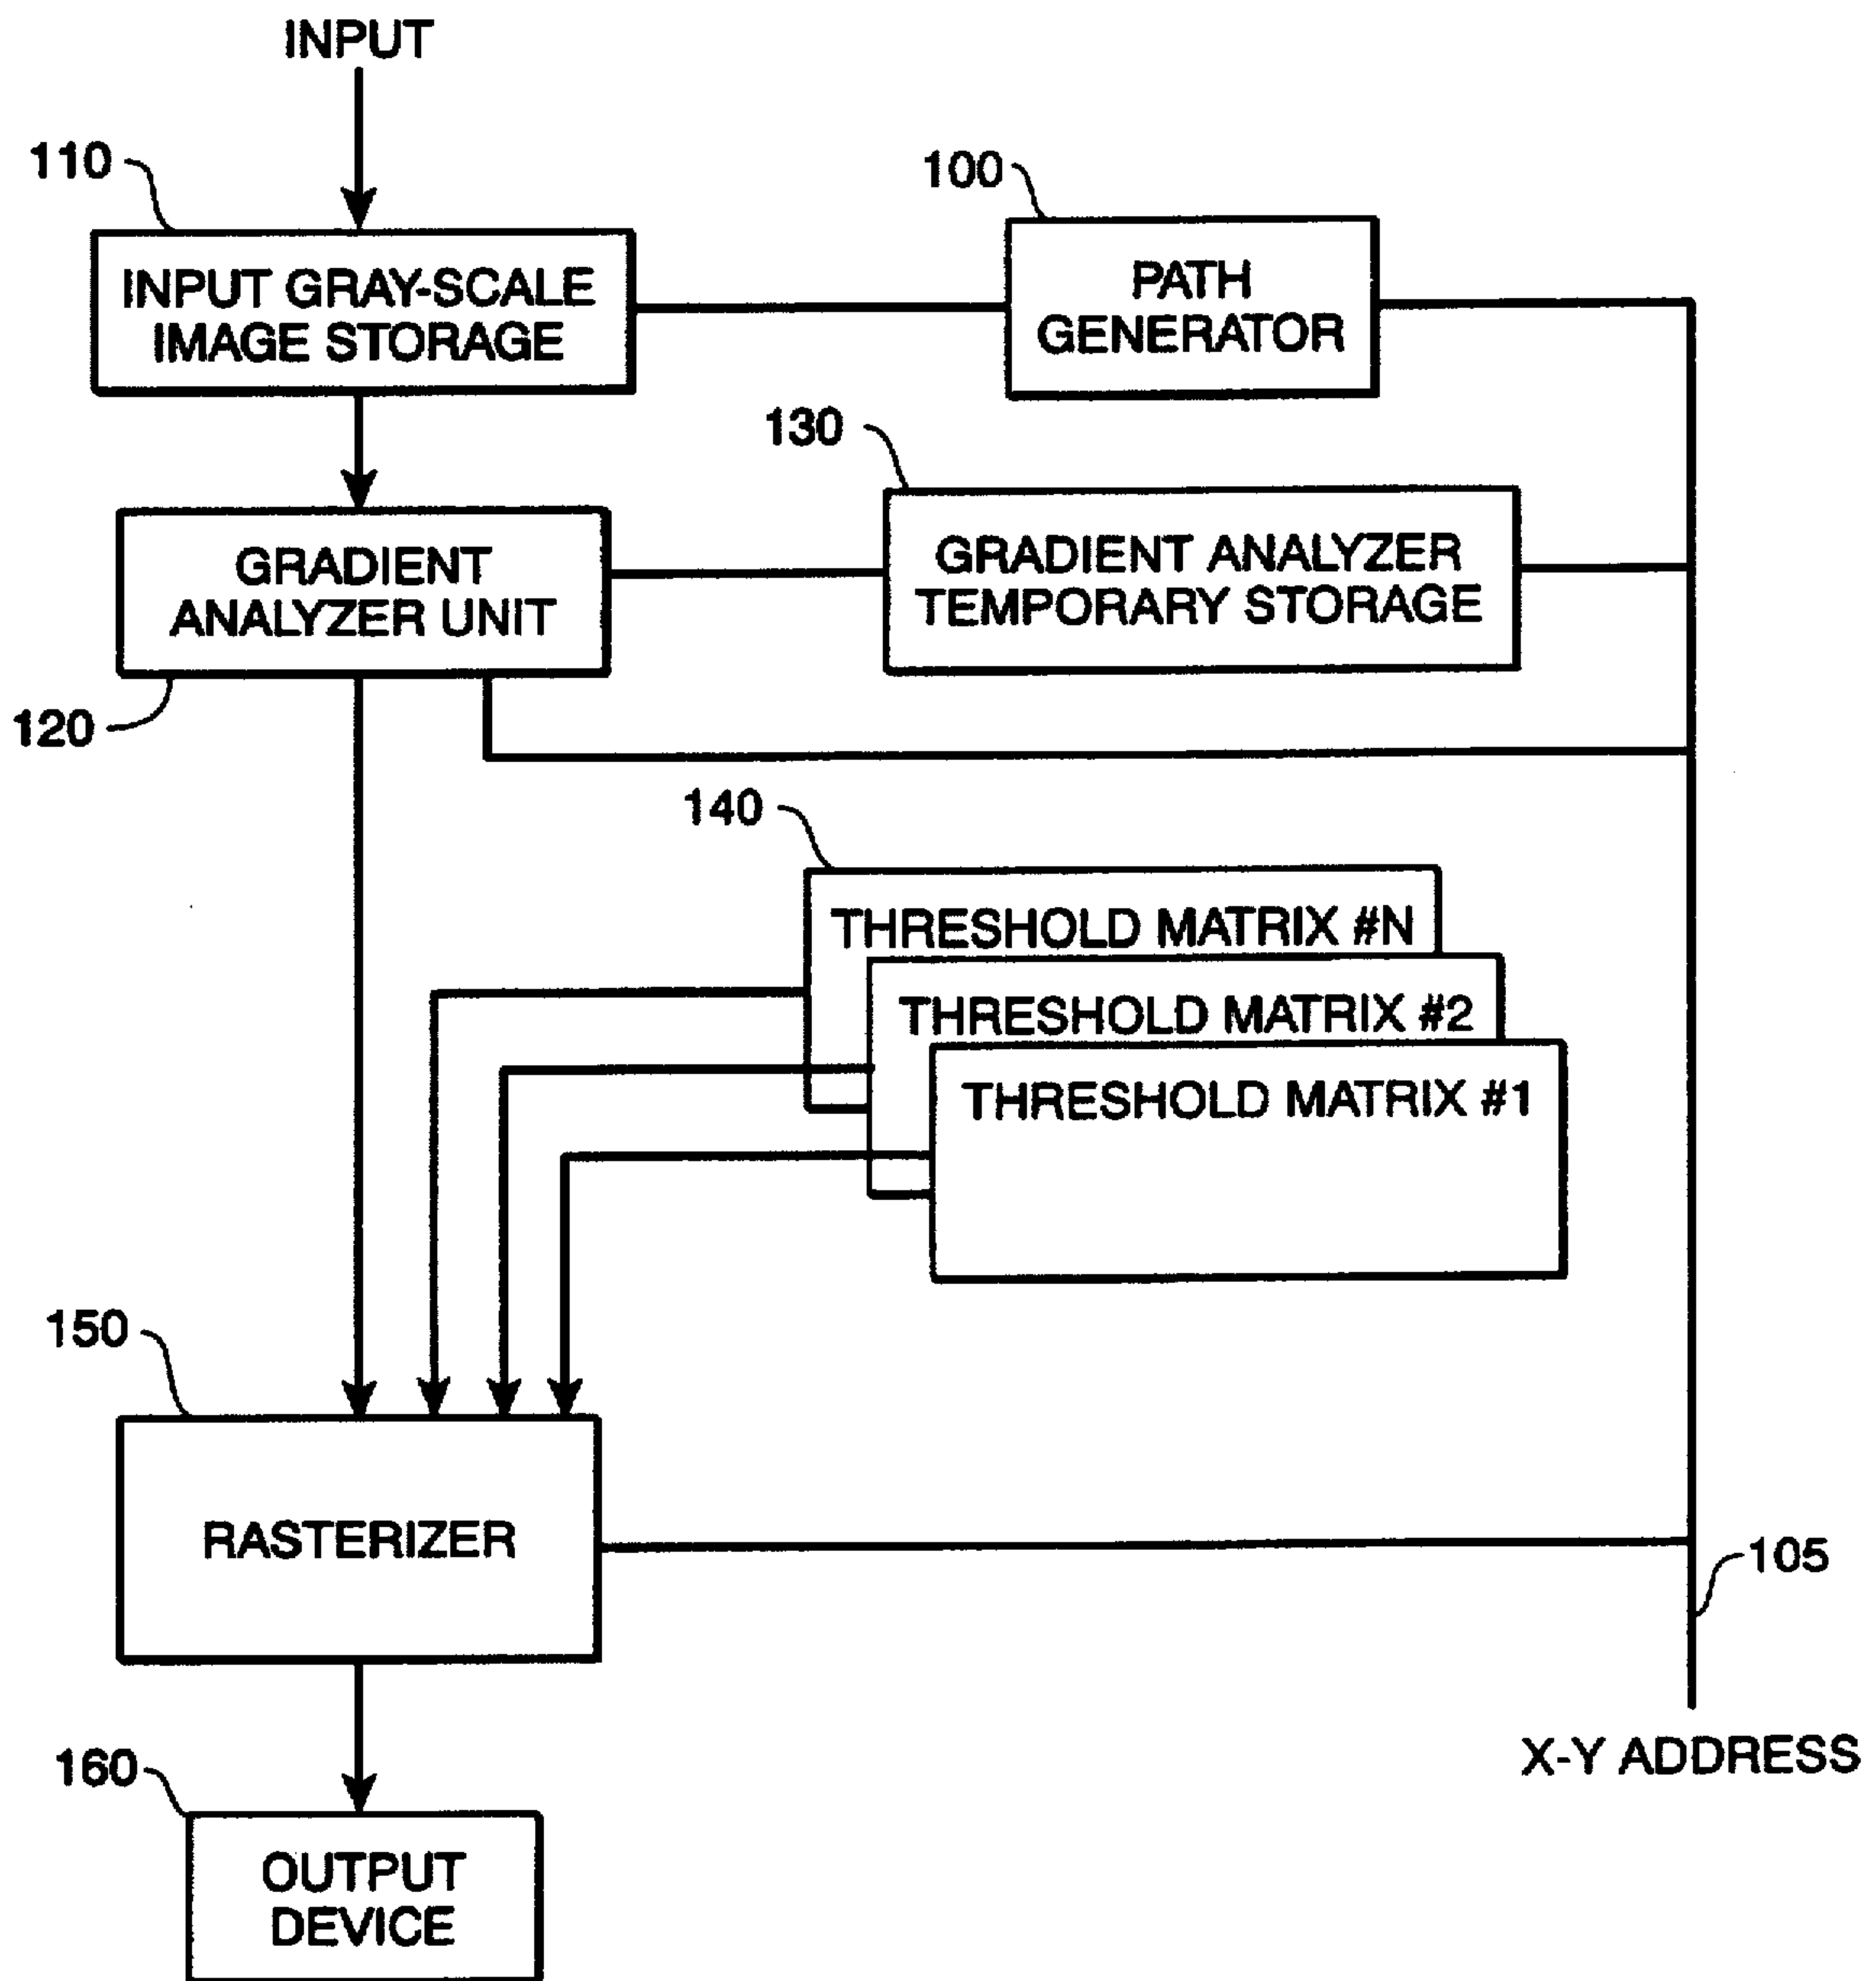 INPUT
110
100
INPUT GRAY-SCALE
IMAGE STORAGE
PATH
GENERATOR
130
GRADIENT
ANALYZER UNIT
GRADIENT ANALYZER
TEMPORARY STORAGE
120
140
THRESHOLD MATRIX #N
THRESHOLD MATRIX #2
THRESHOLD MATRIX #1
150
RASTERIZER
105
X-Y ADDRESS
160
OUTPUT
DEVICE